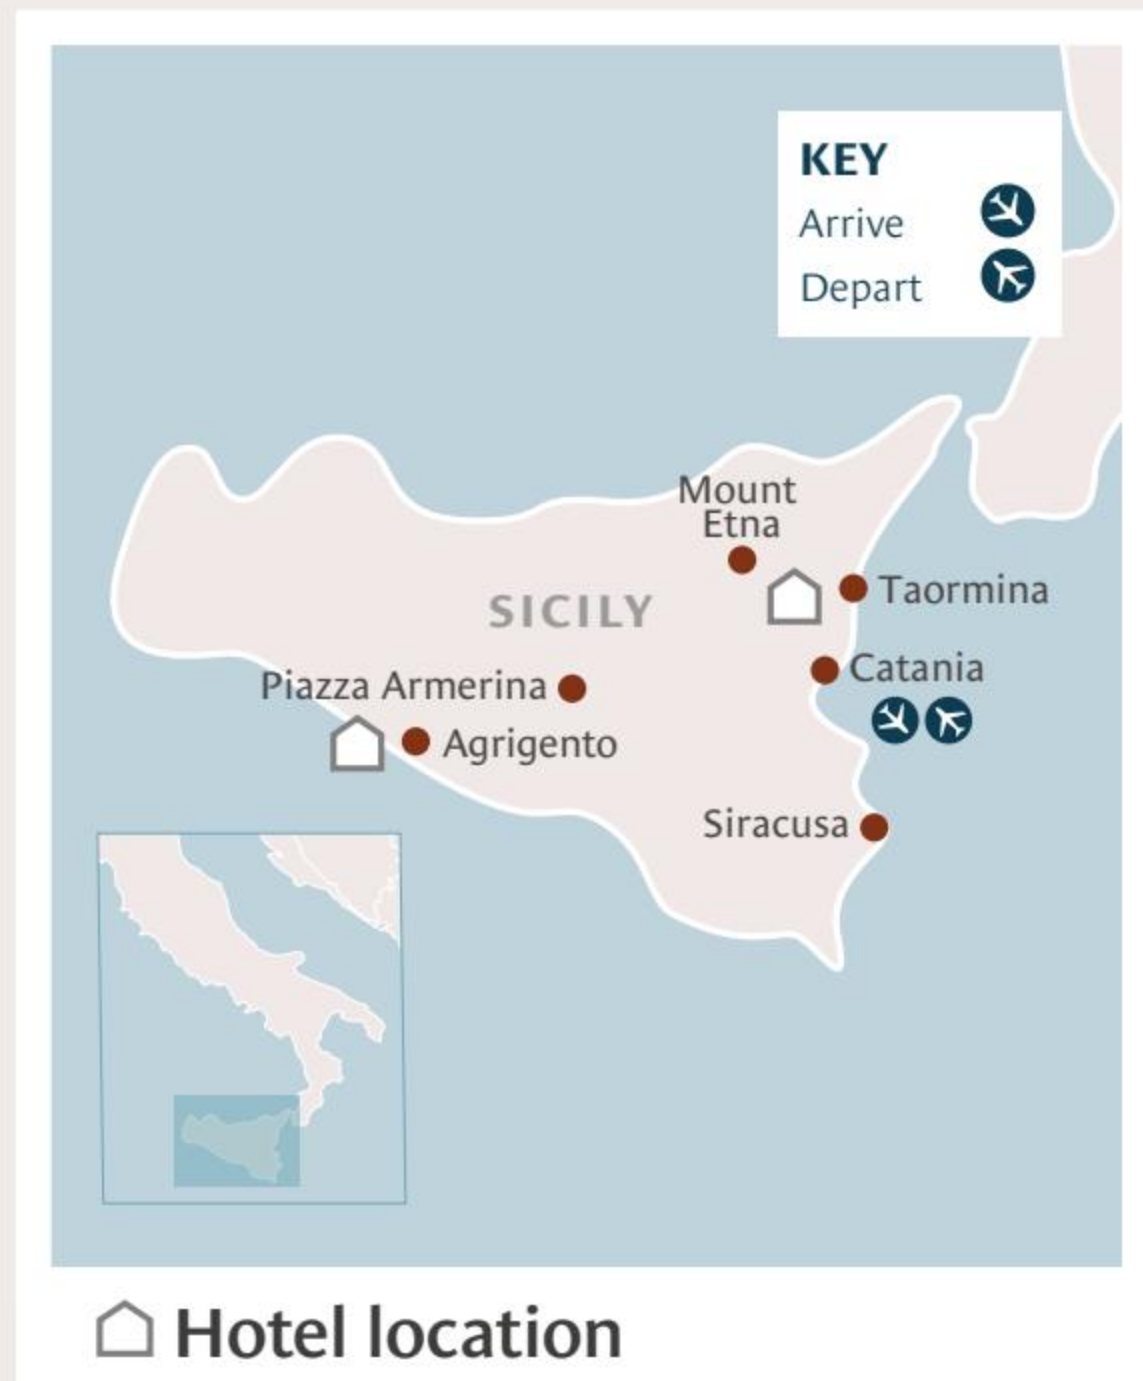 KEY
Arrive
Depart
Mount
Etna
Taormina
SICILY
Catania
Piazza Armerina
Agrigento
Siracusa
Hotel location